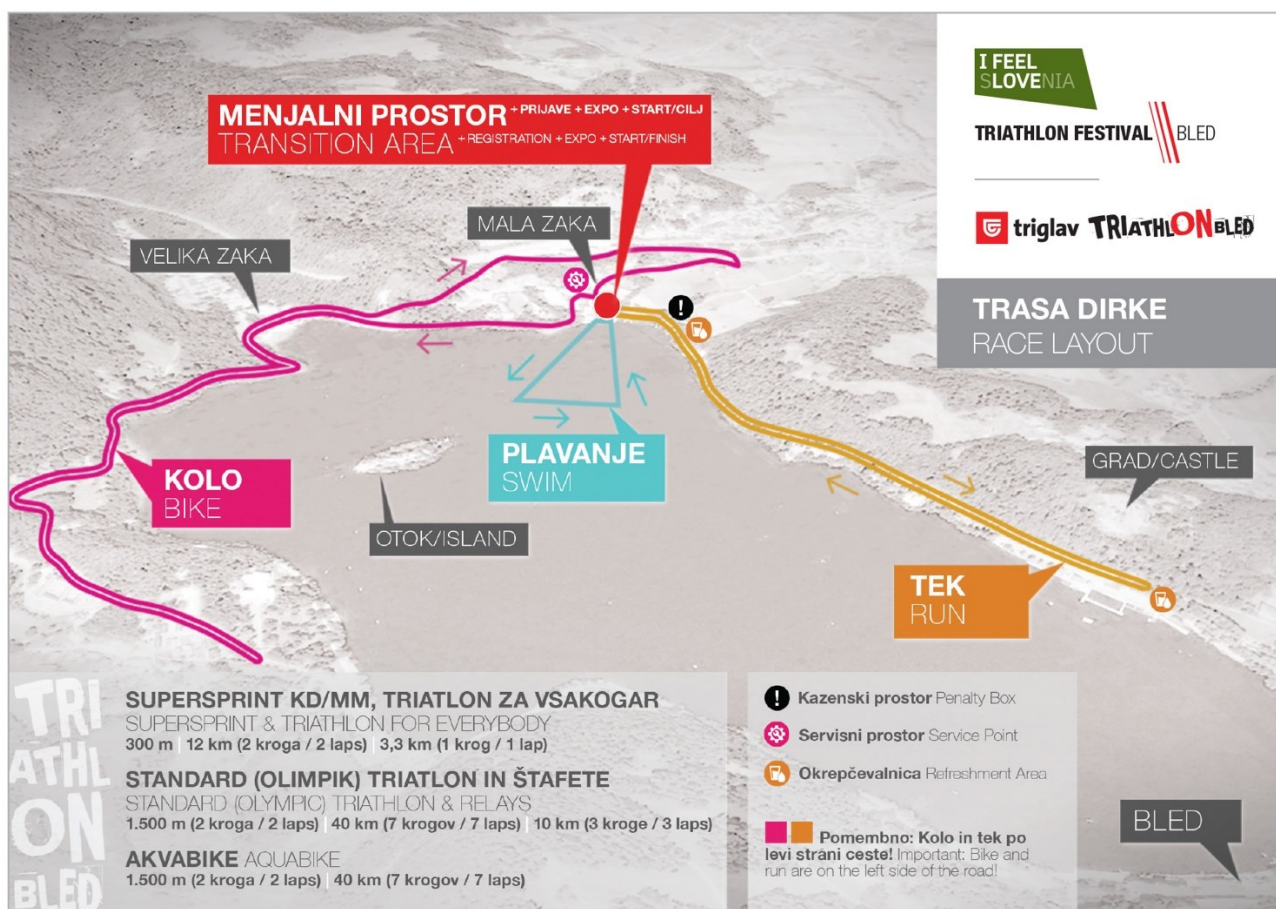 I FEEL
SLOVENIA
TRIATHLON FESTIVAL BLED
triglav TRIATHLON BLED
TRASA DIRKE
RACE LAYOUT
MENJALNI PROSTOR + PRIJAVE + EXPO + START/CILJ
TRANSITION AREA + REGISTRATION + EXPO + START/FINISH
MALA ZAKA
VELIKA ZAKA
KOLO
BIKE
PLAVANJE
SWIM
OTOK/ISLAND
GRAD/CASTLE
TEK
RUN
TRI
ATHL
ON
BLED
SUPERSPRINT KD/MM, TRIATLON ZA VSAKOGAR
SUPERSPRINT & TRIATHLON FOR EVERYBODY
300 m | 12 km (2 kroga / 2 laps) | 3,3 km (1 krog / 1 lap)
STANDARD (OLIMPIK) TRIATLON IN ŠTAFETE
STANDARD (OLYMPIC) TRIATHLON & RELAYS
1.500 m (2 kroga / 2 laps) | 40 km (7 krogov / 7 laps) | 10 km (3 kroge / 3 laps)
AKVABIKE AQUABIKE
1.500 m (2 kroga / 2 laps) | 40 km (7 krogov / 7 laps)
! Kazenski prostor Penalty Box
Servisni prostor Service Point
Okrepčevalnica Refreshment Area
Pomembno: Kolo in tek po
levi strani ceste! Important: Bike and
run are on the left side of the road!
BLED